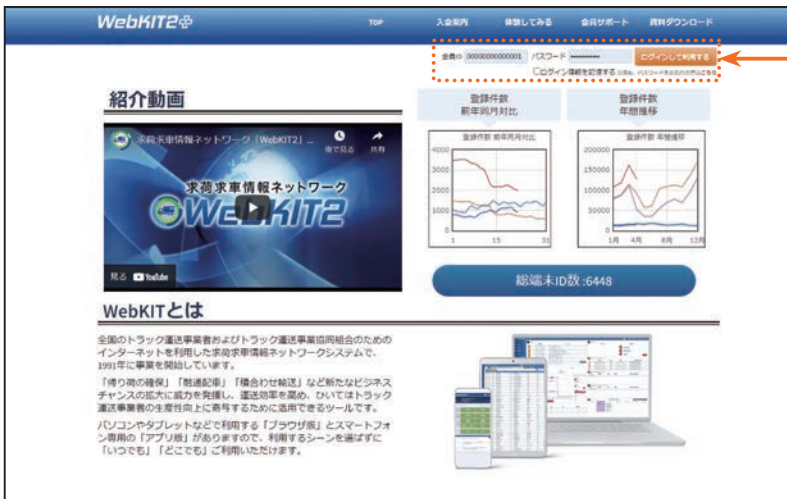 WebKIT2
TOP
入会案内
体験してみる
会員サポート
資料ダウンロード
会員ID 00000000000001 パスワード ログインして利用する
ログイン情報を記憶する
紹介動画
求荷求車情報ネットワーク「WebKIT2」...
後で見る
共有
求荷求車情報ネットワーク
WebKIT2
見る YouTube
登録件数
前年同月対比
登録件数 前年同月対比
4000
3000
2000
1000
0
1 15 31
登録件数
年間推移
登録件数 年間推移
200000
150000
100000
50000
0
1月 4月 8月 12月
総端末ID数:6448
WebKITとは
全国のトラック運送事業者およびトラック運送事業協同組合のための
インターネットを利用した求荷求車情報ネットワークシステムで、
1991年に事業を開始しています。
「帰り荷の確保」「融通配車」「積合わせ輸送」など新たなビジネス
チャンスの拡大に威力を発揮し、運送効率を高め、ひいてはトラック
運送事業者の生産性向上に寄与するために活用できるツールです。
パソコンやタブレットなどで利用する「ブラウザ版」とスマートフォ
ン専用の「アプリ版」がありますので、利用するシーンを選ばずに
「いつでも」「どこでも」ご利用いただけます。